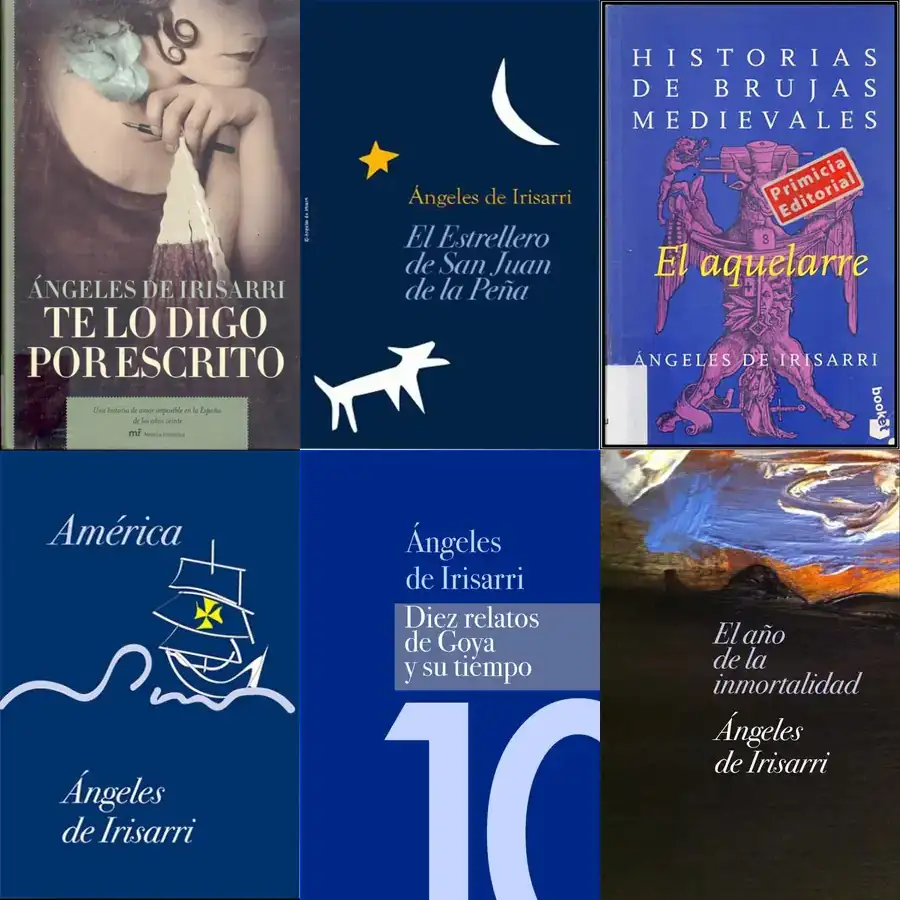 ÁNGELES DE IRISARRI
TE LO DIGO
POR ESCRITO
Una historia de amor imposible en la España
de los años veinte
mr
Ángeles de Irisarri
El Estrellero
de San Juan
de la Peña
HISTORIAS
DE BRUJAS
MEDIEVALES
Primicia
Editorial
8
El aquelarre
ÁNGELES DE IRISARRI
booket
América
Ángeles
de Irisarri
Ángeles
de Irisarri
Diez relatos
de Goya
y su tiempo
10
El año
de la
inmortalidad
Ángeles
de Irisarri